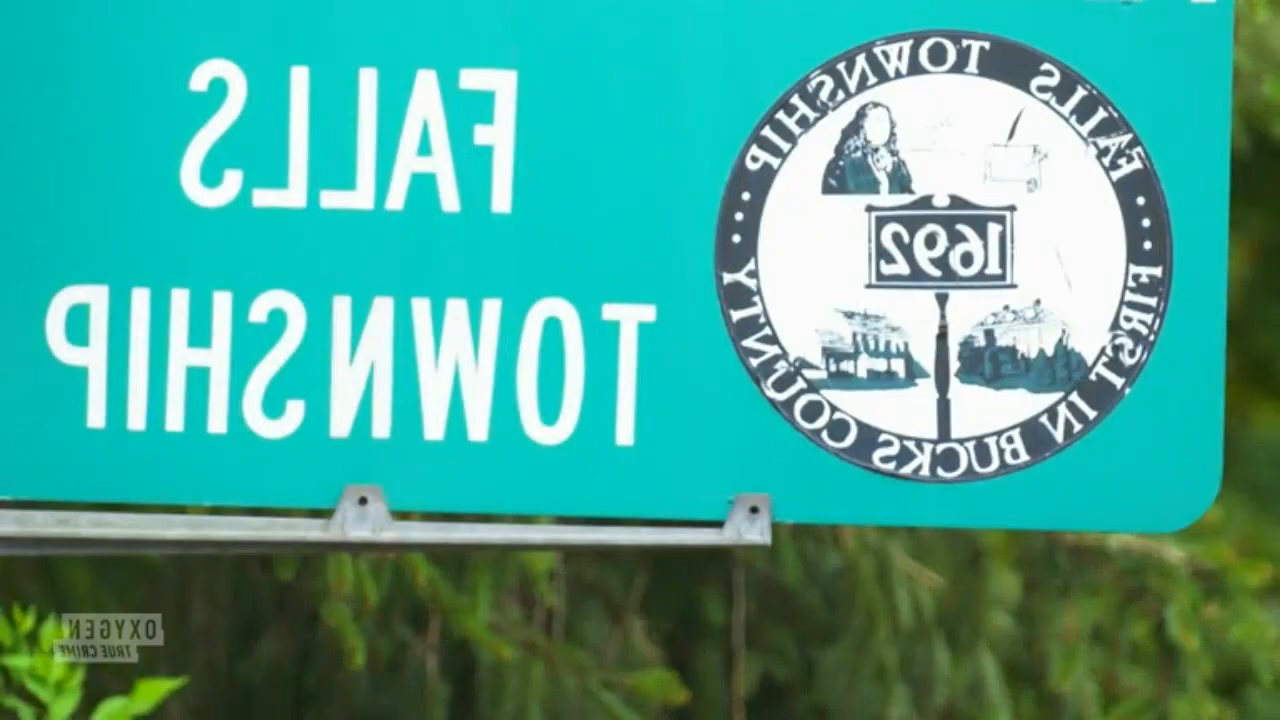 FALLS
TOWNSHIP
FALLS TOWNSHIP
1692
FIRST IN BUCKS COUNTY
OXYGEN
TRUE CRIME